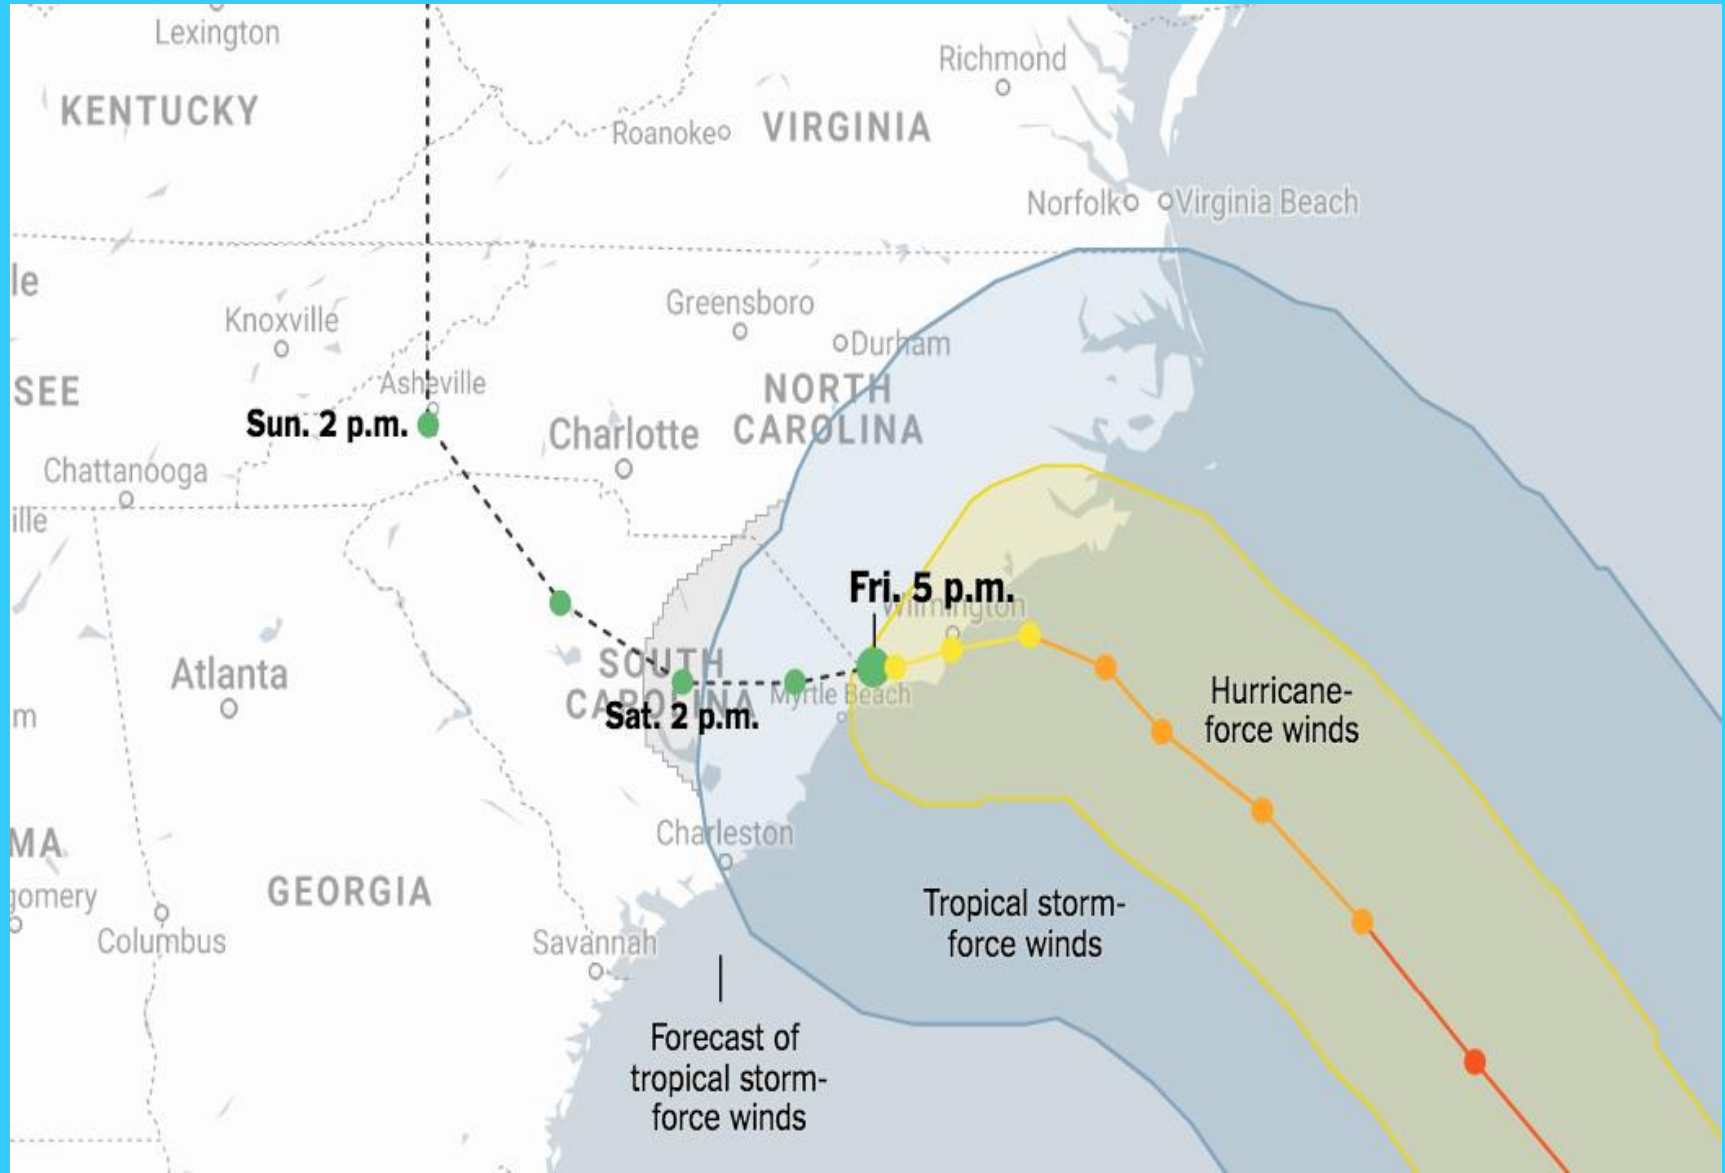 Lexington
Richmond
KENTUCKY
Roanoke
VIRGINIA
Norfolk
Virginia Beach
le
Knoxville
Greensboro
Durham
SEE
Asheville
NORTH
CAROLINA
Sun. 2 p.m.
Charlotte
Chattanooga
ille
Fri. 5 p.m.
Wilmington
Atlanta
SOUTH
CAROLINA
Myrtle Beach
Sat. 2 p.m.
m
Hurricane-
force winds
Charleston
MA
GEORGIA
gomery
Columbus
Savannah
Tropical storm-
force winds
Forecast of
tropical storm-
force winds